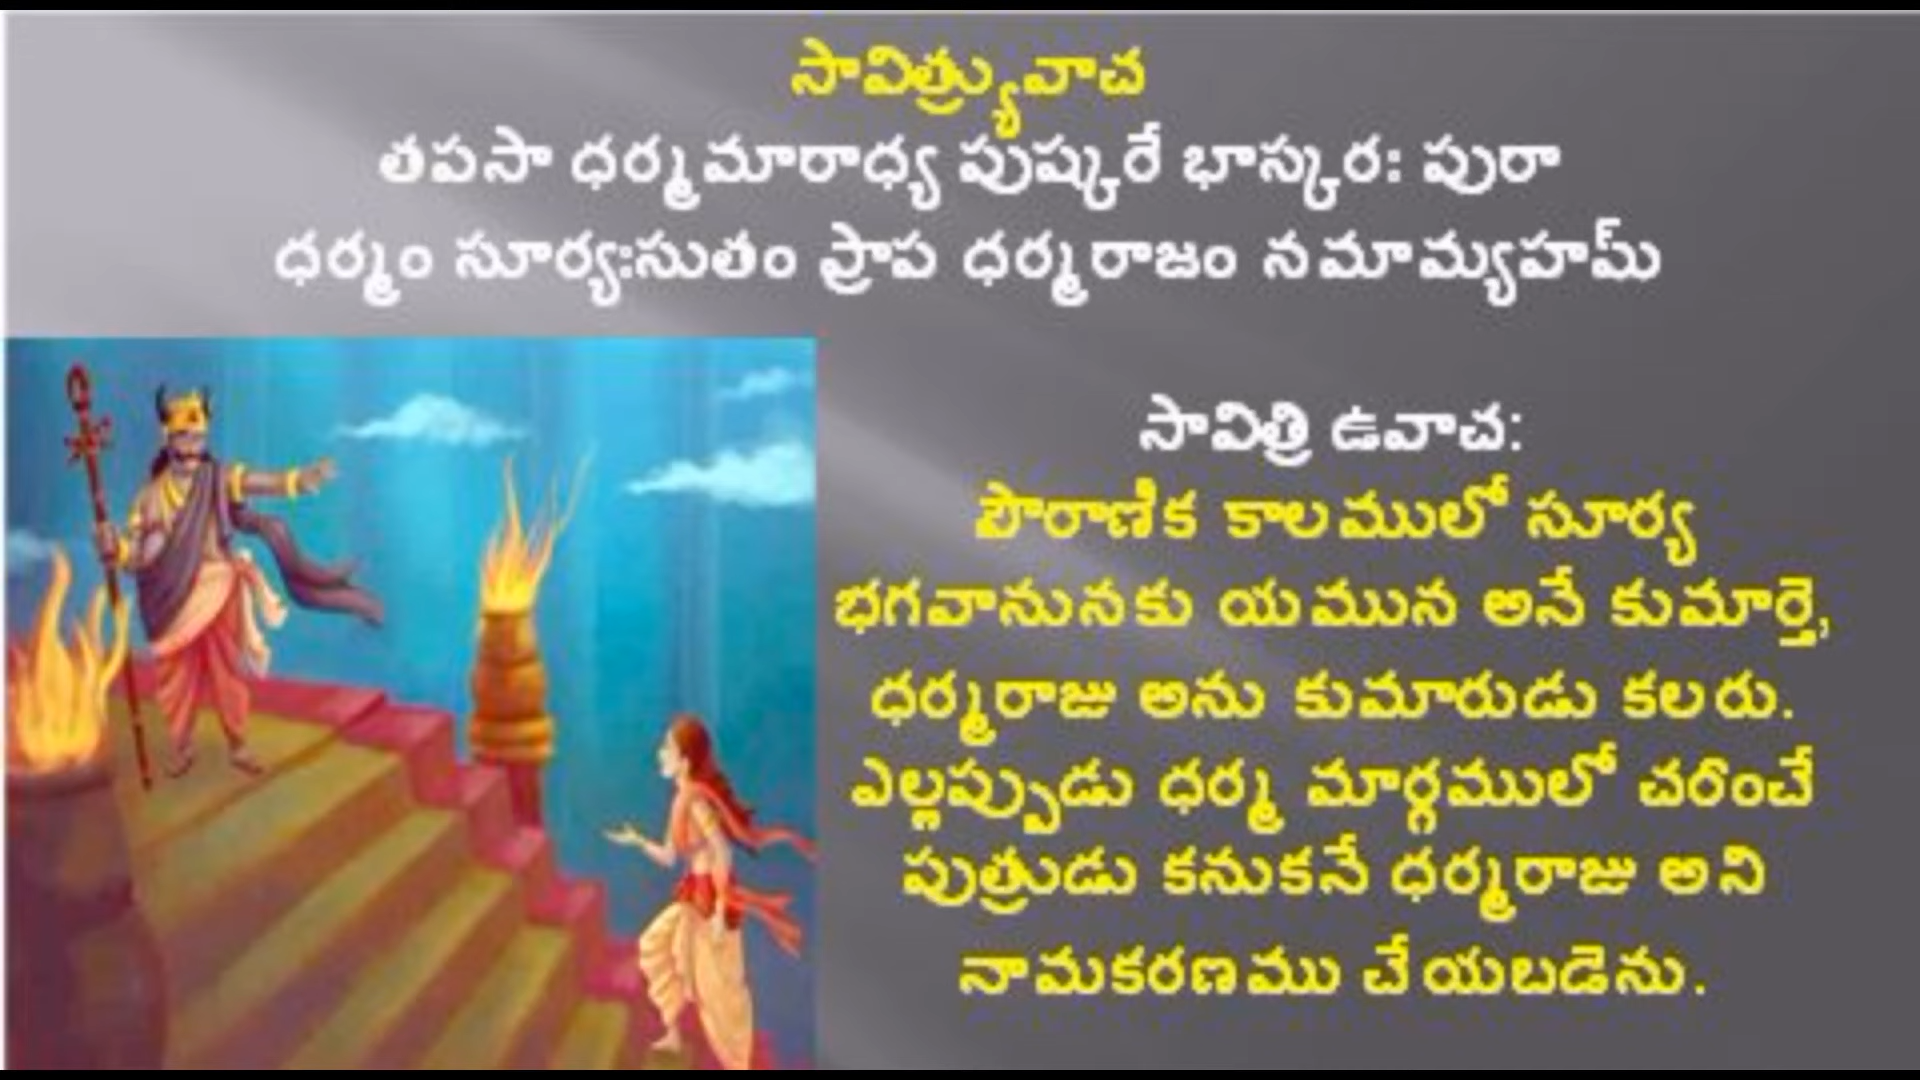 సావిత్ర్యువాచ
తపసా ధర్మమారాధ్య పుష్కరే భాస్కరః పురా
ధర్మం సూర్యఃసుతం ప్రాప ధర్మరాజం నమామ్యహమ్
సావిత్రి ఉవాచ:
పౌరాణిక కాలములో సూర్య
భగవానునకు యమున అనే కుమార్తె,
ధర్మరాజు అను కుమారుడు కలరు.
ఎల్లప్పుడు ధర్మ మార్గములో చరించే
పుత్రుడు కనుకనే ధర్మరాజు అని
నామకరణము చేయబడెను.